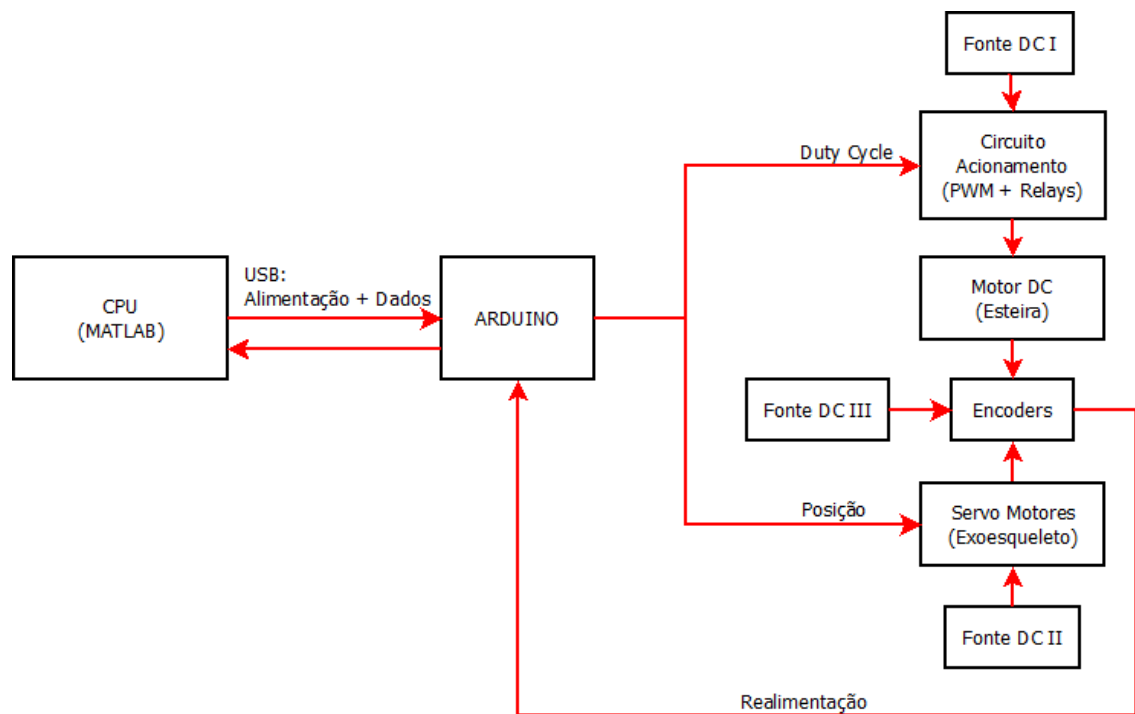 Fonte DC I
Circuito
Acionamento
(PWM + Relays)
Duty Cycle
Motor DC
(Esteira)
USB:
Alimentação + Dados
CPU
(MATLAB)
ARDUINO
Fonte DC III
Encoders
Posição
Servo Motores
(Exoesqueleto)
Fonte DC II
Realimentação